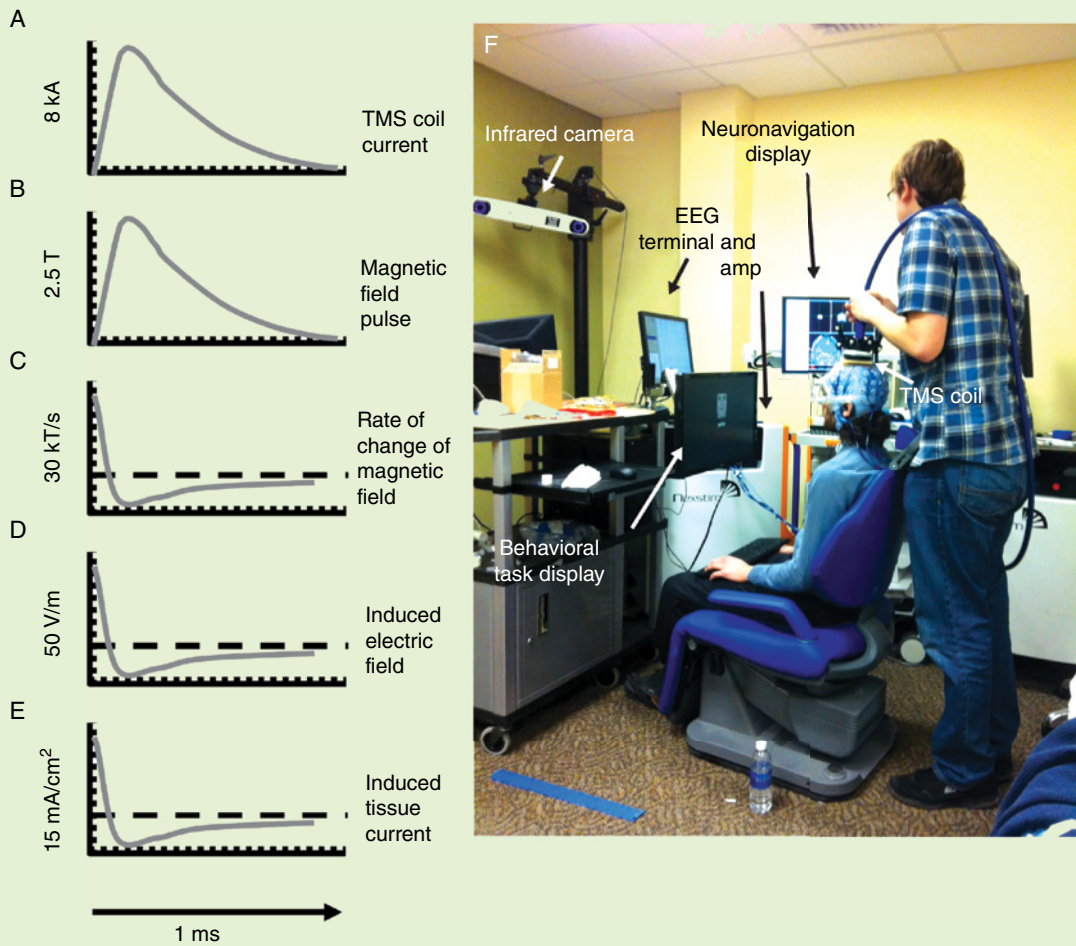 A
8 kA
TMS coil
current
B
2.5 T
Magnetic
field
pulse
C
30 kT/s
Rate of
change of
magnetic
field
D
50 V/m
Induced
electric
field
E
15 mA/cm²
Induced
tissue
current
1 ms
F
Infrared camera
Neuronavigation
display
EEG
terminal and
amp
TMS coil
Behavioral
task display
nexstim